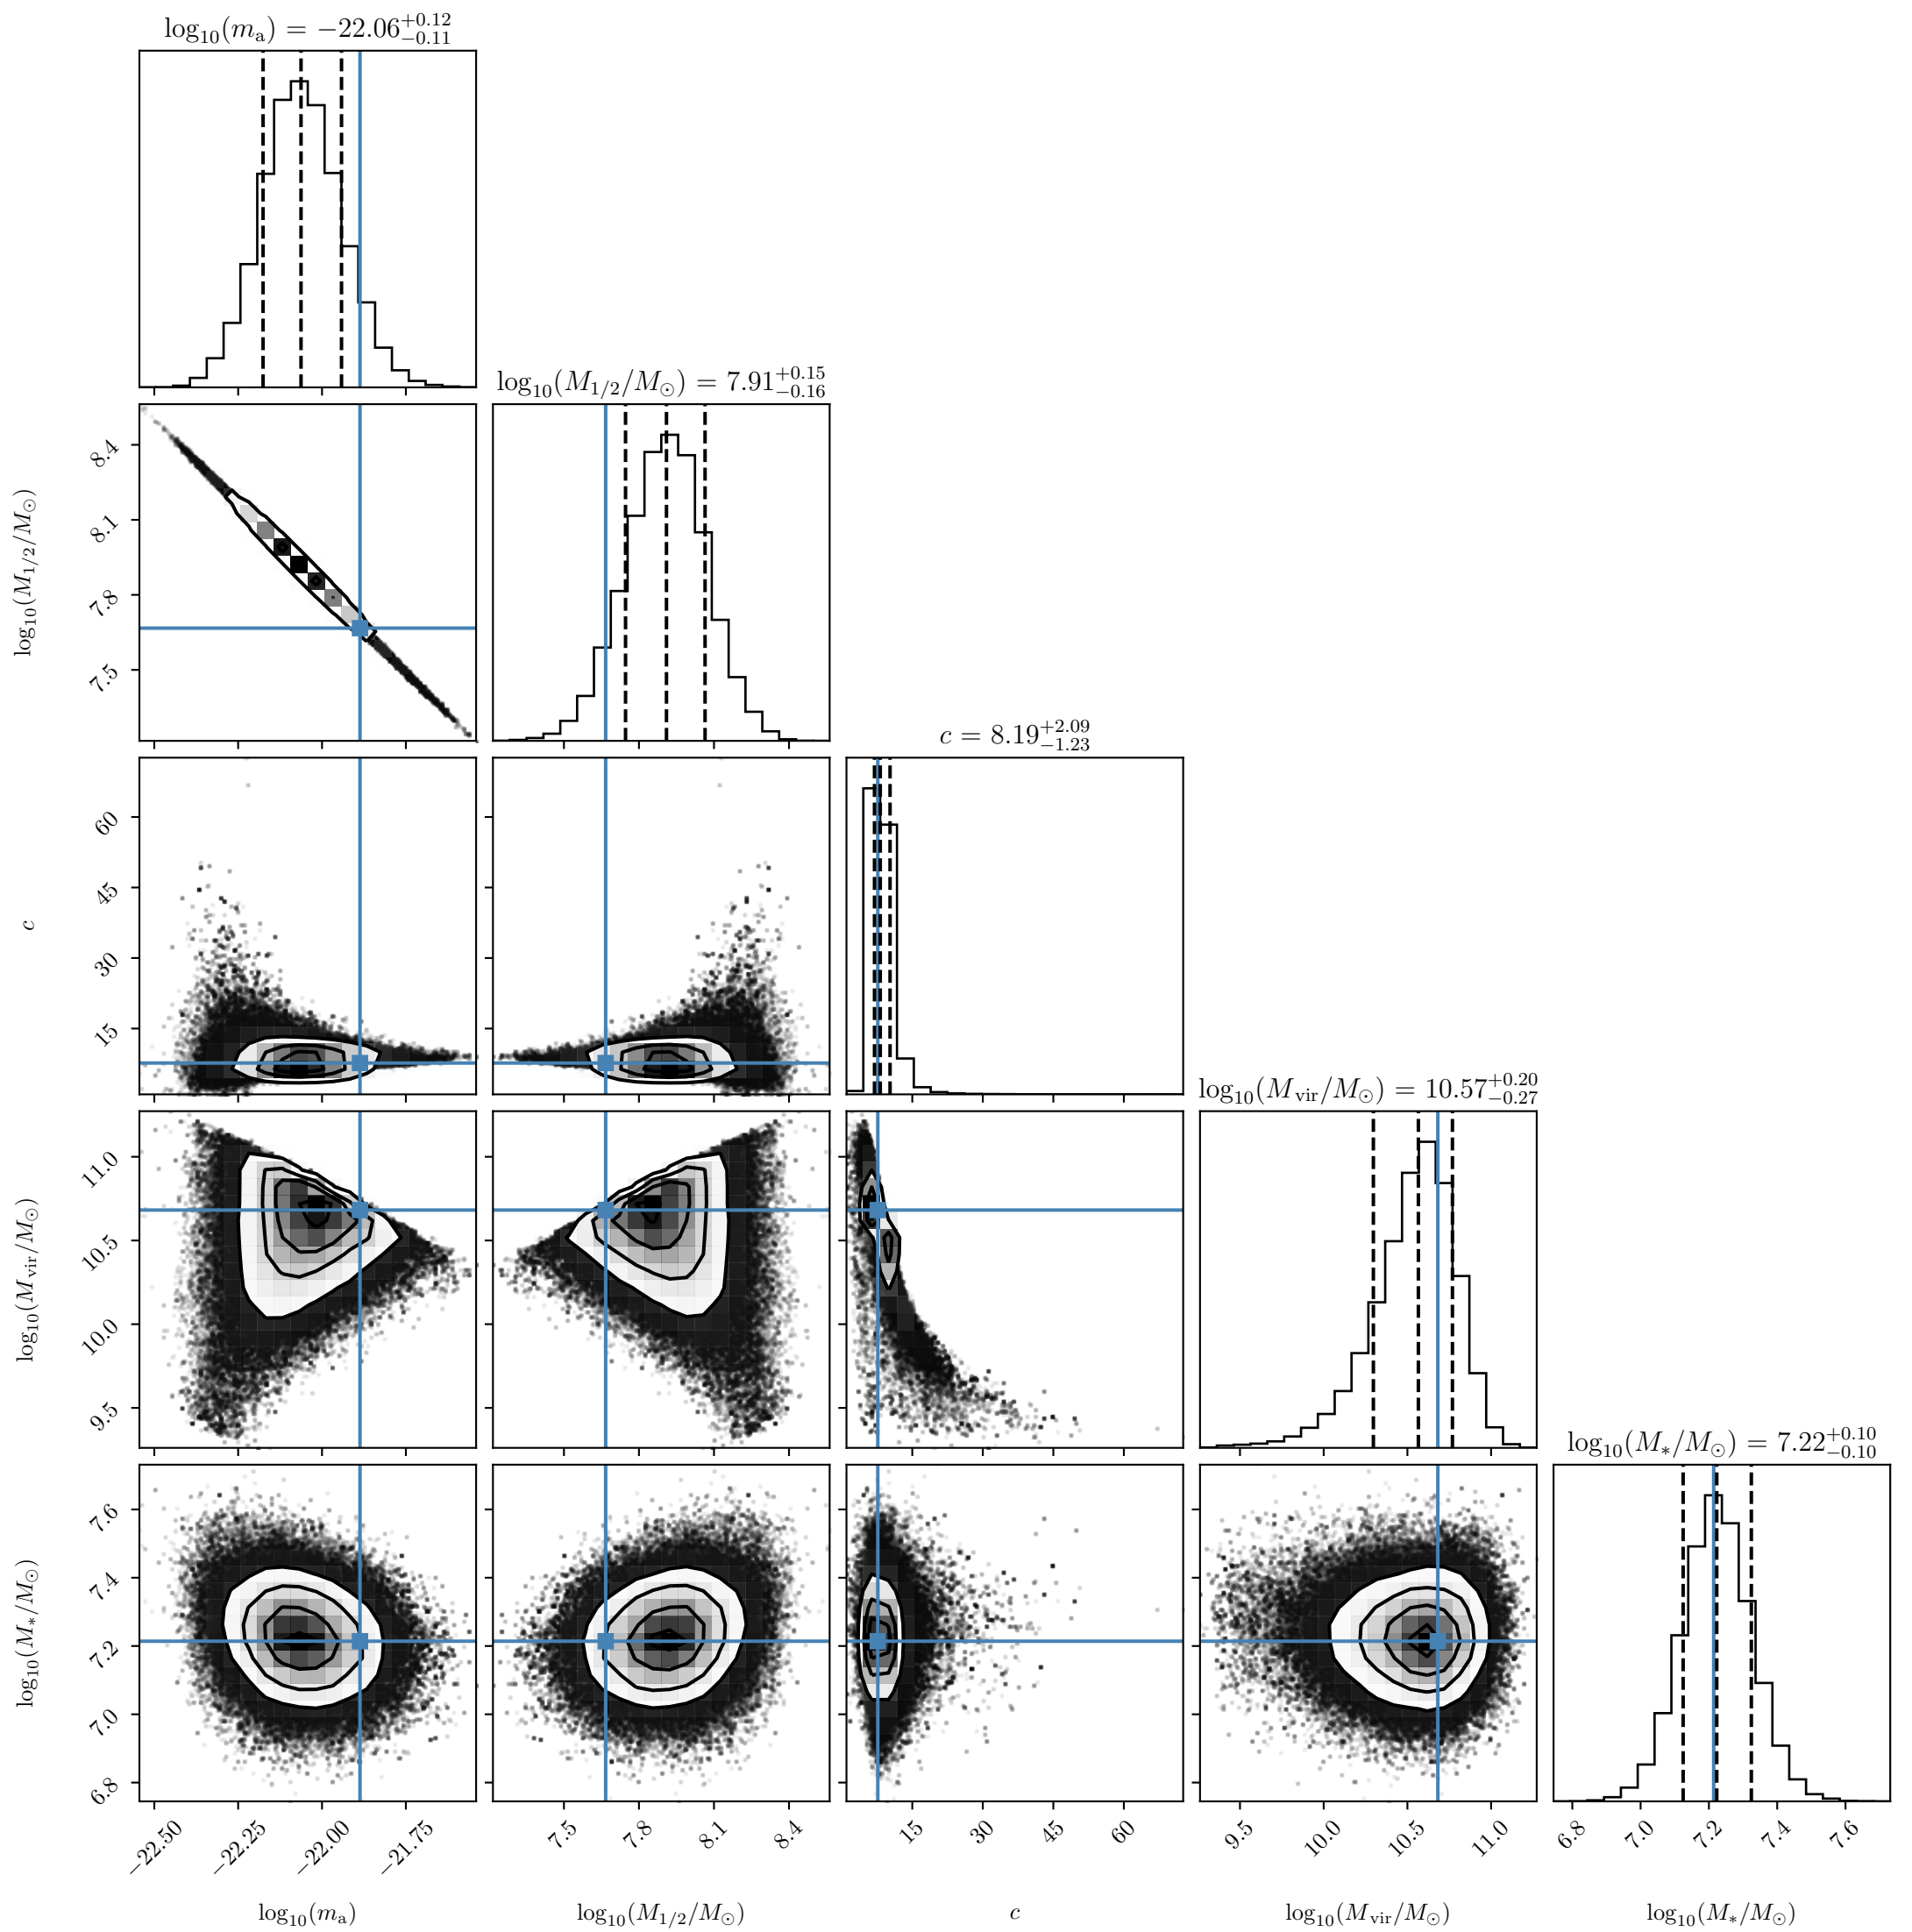 log₁₀(mₐ) = −22.06 +0.12 −0.11
log₁₀(M₁/₂/M⊙) = 7.91 +0.15 −0.16
8.4
8.1
7.8
7.5
log₁₀(M₁/₂/M⊙)
c = 8.19 +2.09 −1.23
60
45
30
15
c
log₁₀(M_vir/M⊙) = 10.57 +0.20 −0.27
11.0
10.5
10.0
9.5
log₁₀(M_vir/M⊙)
log₁₀(M_*/M⊙) = 7.22 +0.10 −0.10
7.6
7.4
7.2
7.0
6.8
log₁₀(M_*/M⊙)
−22.50 −22.25 −22.00 −21.75
7.5 7.8 8.1 8.4
15 30 45 60
9.5 10.0 10.5 11.0
6.8 7.0 7.2 7.4 7.6
log₁₀(mₐ)
log₁₀(M₁/₂/M⊙)
c
log₁₀(M_vir/M⊙)
log₁₀(M_*/M⊙)